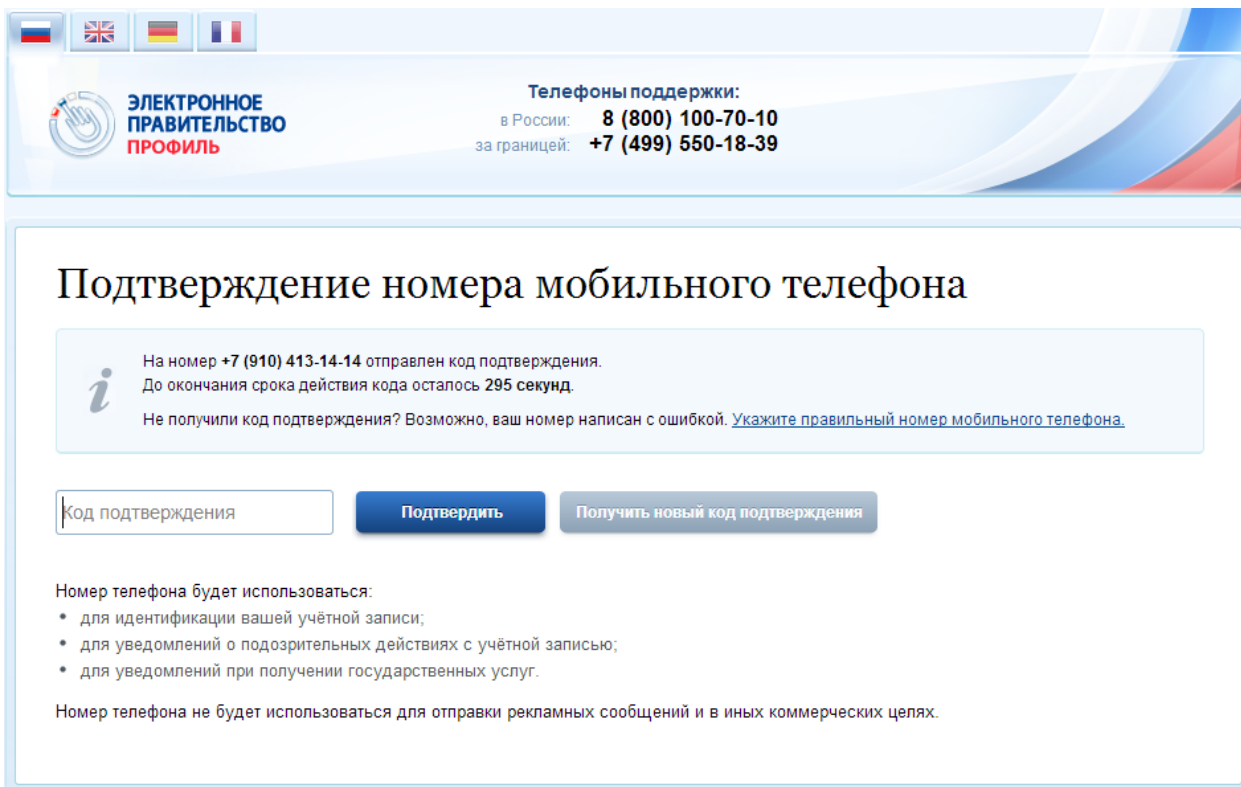 ЭЛЕКТРОННОЕ
ПРАВИТЕЛЬСТВО
ПРОФИЛЬ
Телефоны поддержки:
в России: 8 (800) 100-70-10
за границей: +7 (499) 550-18-39
Подтверждение номера мобильного телефона
На номер +7 (910) 413-14-14 отправлен код подтверждения.
До окончания срока действия кода осталось 295 секунд.
Не получили код подтверждения? Возможно, ваш номер написан с ошибкой. Укажите правильный номер мобильного телефона.
Код подтверждения
Подтвердить
Получить новый код подтверждения
Номер телефона будет использоваться:
• для идентификации вашей учётной записи;
• для уведомлений о подозрительных действиях с учётной записью;
• для уведомлений при получении государственных услуг.
Номер телефона не будет использоваться для отправки рекламных сообщений и в иных коммерческих целях.